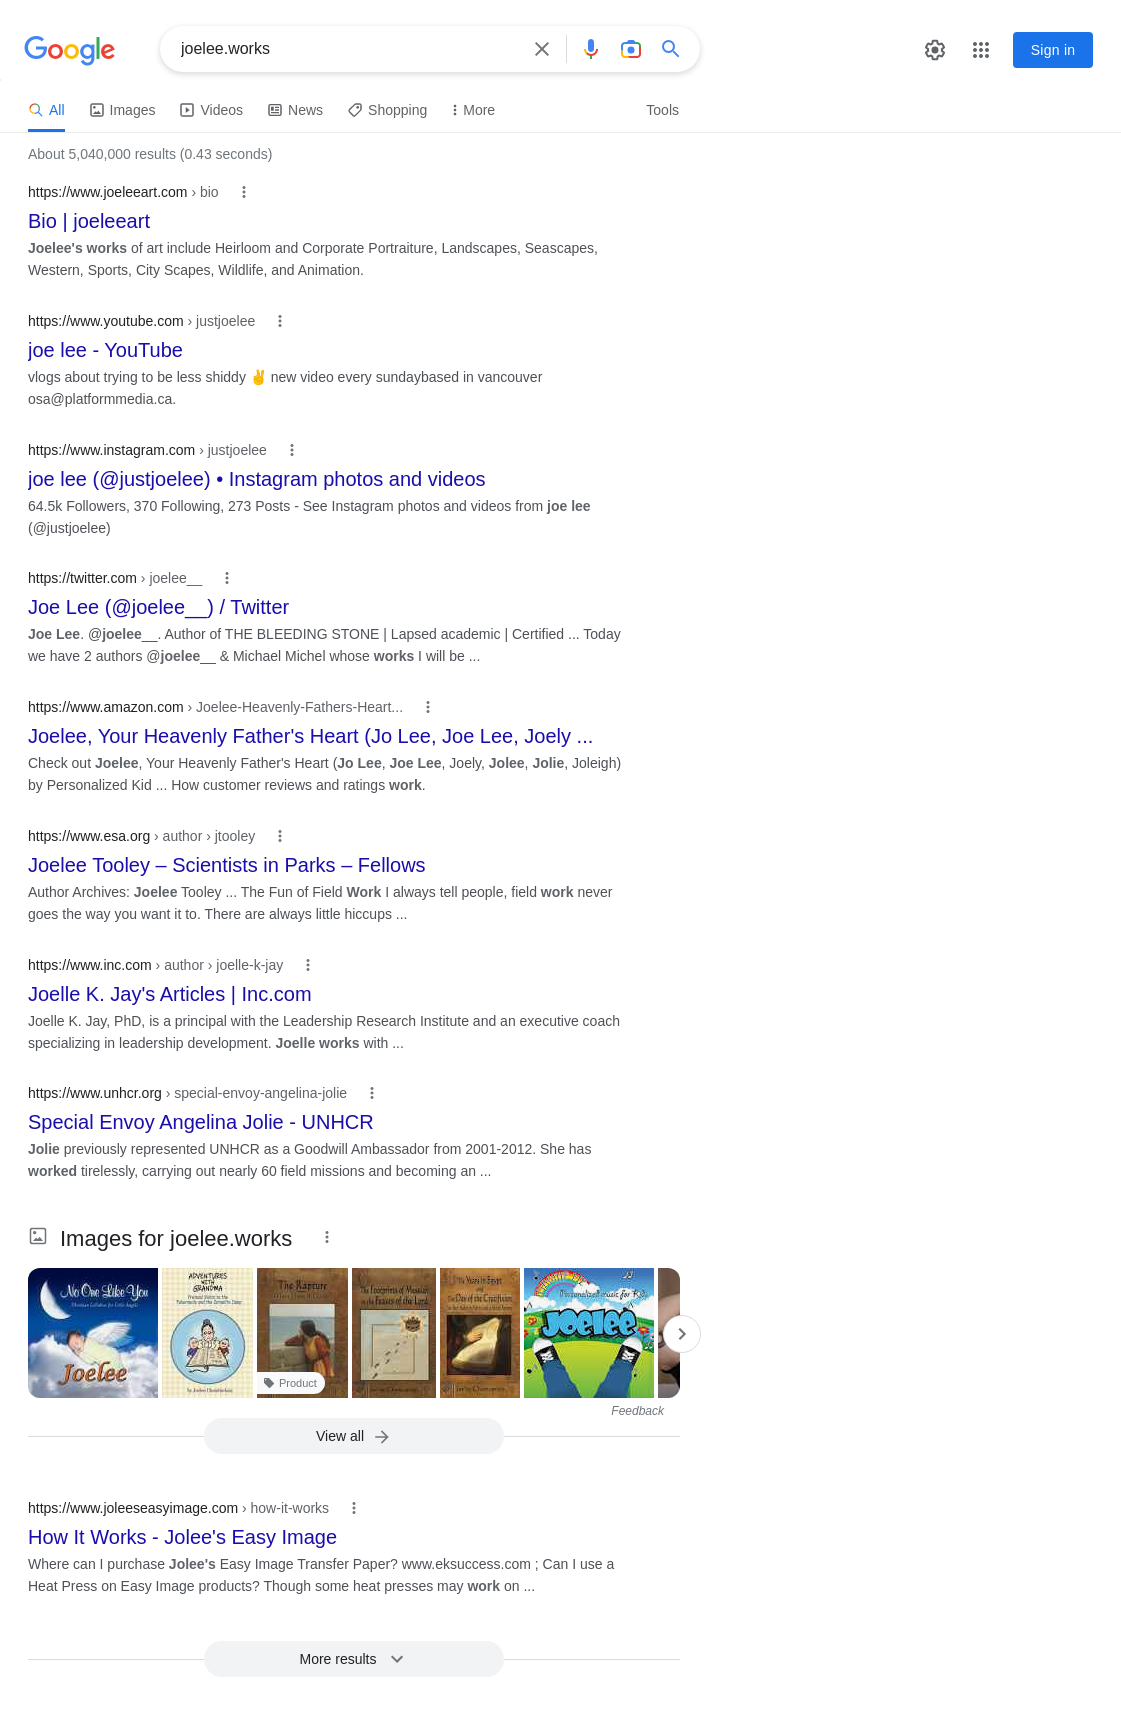 Google
joelee.works
Sign in
All
Images
Videos
News
Shopping
More
Tools
About 5,040,000 results (0.43 seconds)
https://www.joeleeart.com › bio
Bio | joeleeart
Joelee's works of art include Heirloom and Corporate Portraiture, Landscapes, Seascapes,
Western, Sports, City Scapes, Wildlife, and Animation.
https://www.youtube.com › justjoelee
joe lee - YouTube
vlogs about trying to be less shiddy ✌ new video every sundaybased in vancouver
osa@platformmedia.ca.
https://www.instagram.com › justjoelee
joe lee (@justjoelee) • Instagram photos and videos
64.5k Followers, 370 Following, 273 Posts - See Instagram photos and videos from joe lee
(@justjoelee)
https://twitter.com › joelee__
Joe Lee (@joelee__) / Twitter
Joe Lee. @joelee__. Author of THE BLEEDING STONE | Lapsed academic | Certified ... Today
we have 2 authors @joelee__ & Michael Michel whose works I will be ...
https://www.amazon.com › Joelee-Heavenly-Fathers-Heart...
Joelee, Your Heavenly Father's Heart (Jo Lee, Joe Lee, Joely ...
Check out Joelee, Your Heavenly Father's Heart (Jo Lee, Joe Lee, Joely, Jolee, Jolie, Joleigh)
by Personalized Kid ... How customer reviews and ratings work.
https://www.esa.org › author › jtooley
Joelee Tooley – Scientists in Parks – Fellows
Author Archives: Joelee Tooley ... The Fun of Field Work I always tell people, field work never
goes the way you want it to. There are always little hiccups ...
https://www.inc.com › author › joelle-k-jay
Joelle K. Jay's Articles | Inc.com
Joelle K. Jay, PhD, is a principal with the Leadership Research Institute and an executive coach
specializing in leadership development. Joelle works with ...
https://www.unhcr.org › special-envoy-angelina-jolie
Special Envoy Angelina Jolie - UNHCR
Jolie previously represented UNHCR as a Goodwill Ambassador from 2001-2012. She has
worked tirelessly, carrying out nearly 60 field missions and becoming an ...
Images for joelee.works
No One Like You
Joelee
ADVENTURES
WITH
GRANDMA
The Rapture
The Footprints of Messiah
in the Feasts of the Lord
The Day of the Crucifixion
Personalized music for Kids
JOELEE
Product
Feedback
View all
https://www.joleeseasyimage.com › how-it-works
How It Works - Jolee's Easy Image
Where can I purchase Jolee's Easy Image Transfer Paper? www.eksuccess.com ; Can I use a
Heat Press on Easy Image products? Though some heat presses may work on ...
More results